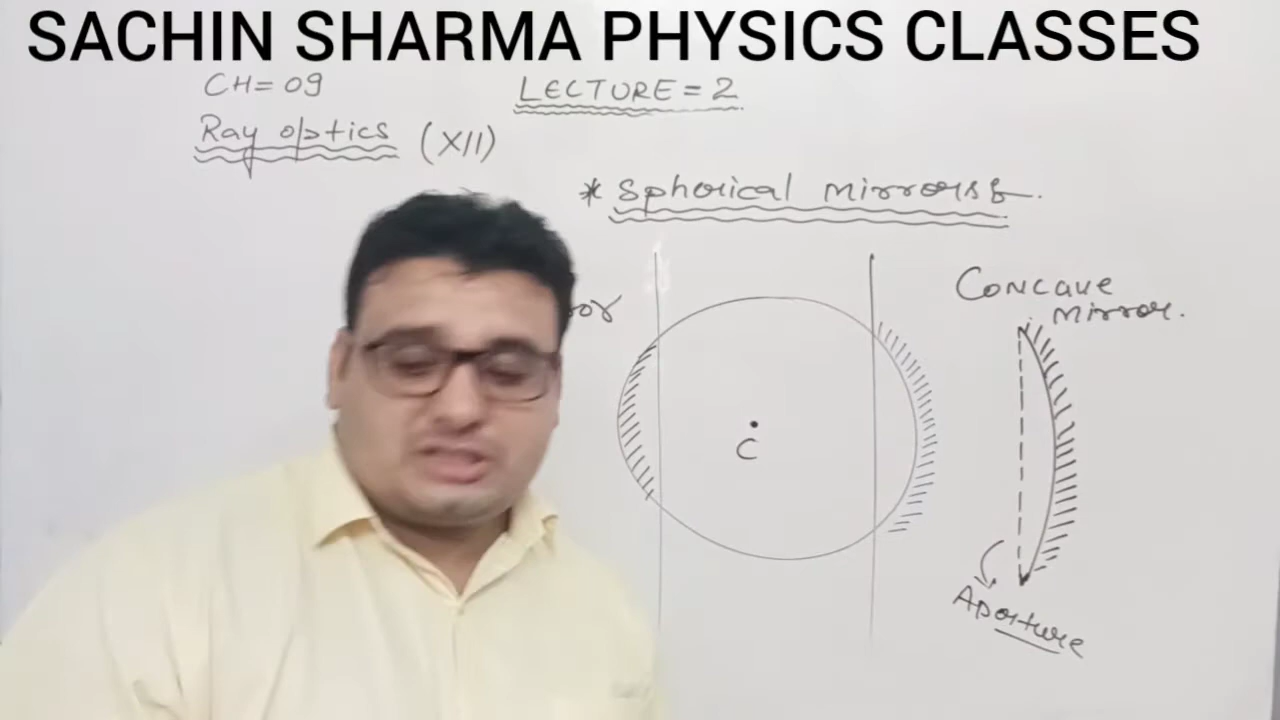 SACHIN SHARMA PHYSICS CLASSES
CH= 09
LECTURE = 2
Ray optics (XII)
* Spherical mirrors
Concave
mirror.
C
Aperture